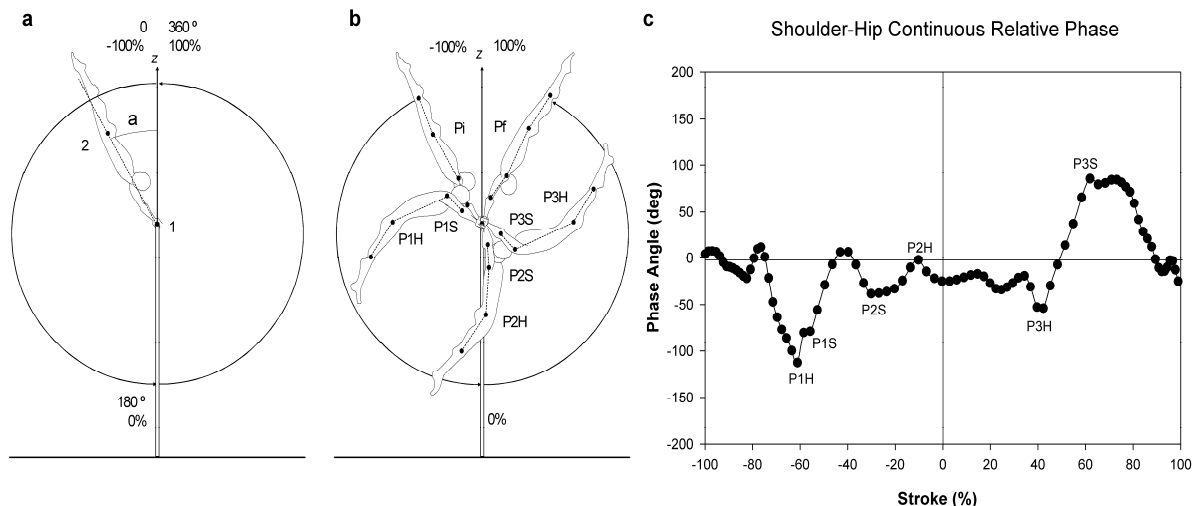 a
0 360 º
-100% 100%
z
a
2
1
180 º
0%
b
-100% 100%
z
Pi
Pf
P3H
P1S
P3S
P1H
P2S
P2H
0%
c
Shoulder-Hip Continuous Relative Phase
200
150
100
50
0
-50
-100
-150
-200
Phase Angle (deg)
P3S
P2H
P2S
P1S
P3H
P1H
-100 -80 -60 -40 -20 0 20 40 60 80 100
Stroke (%)